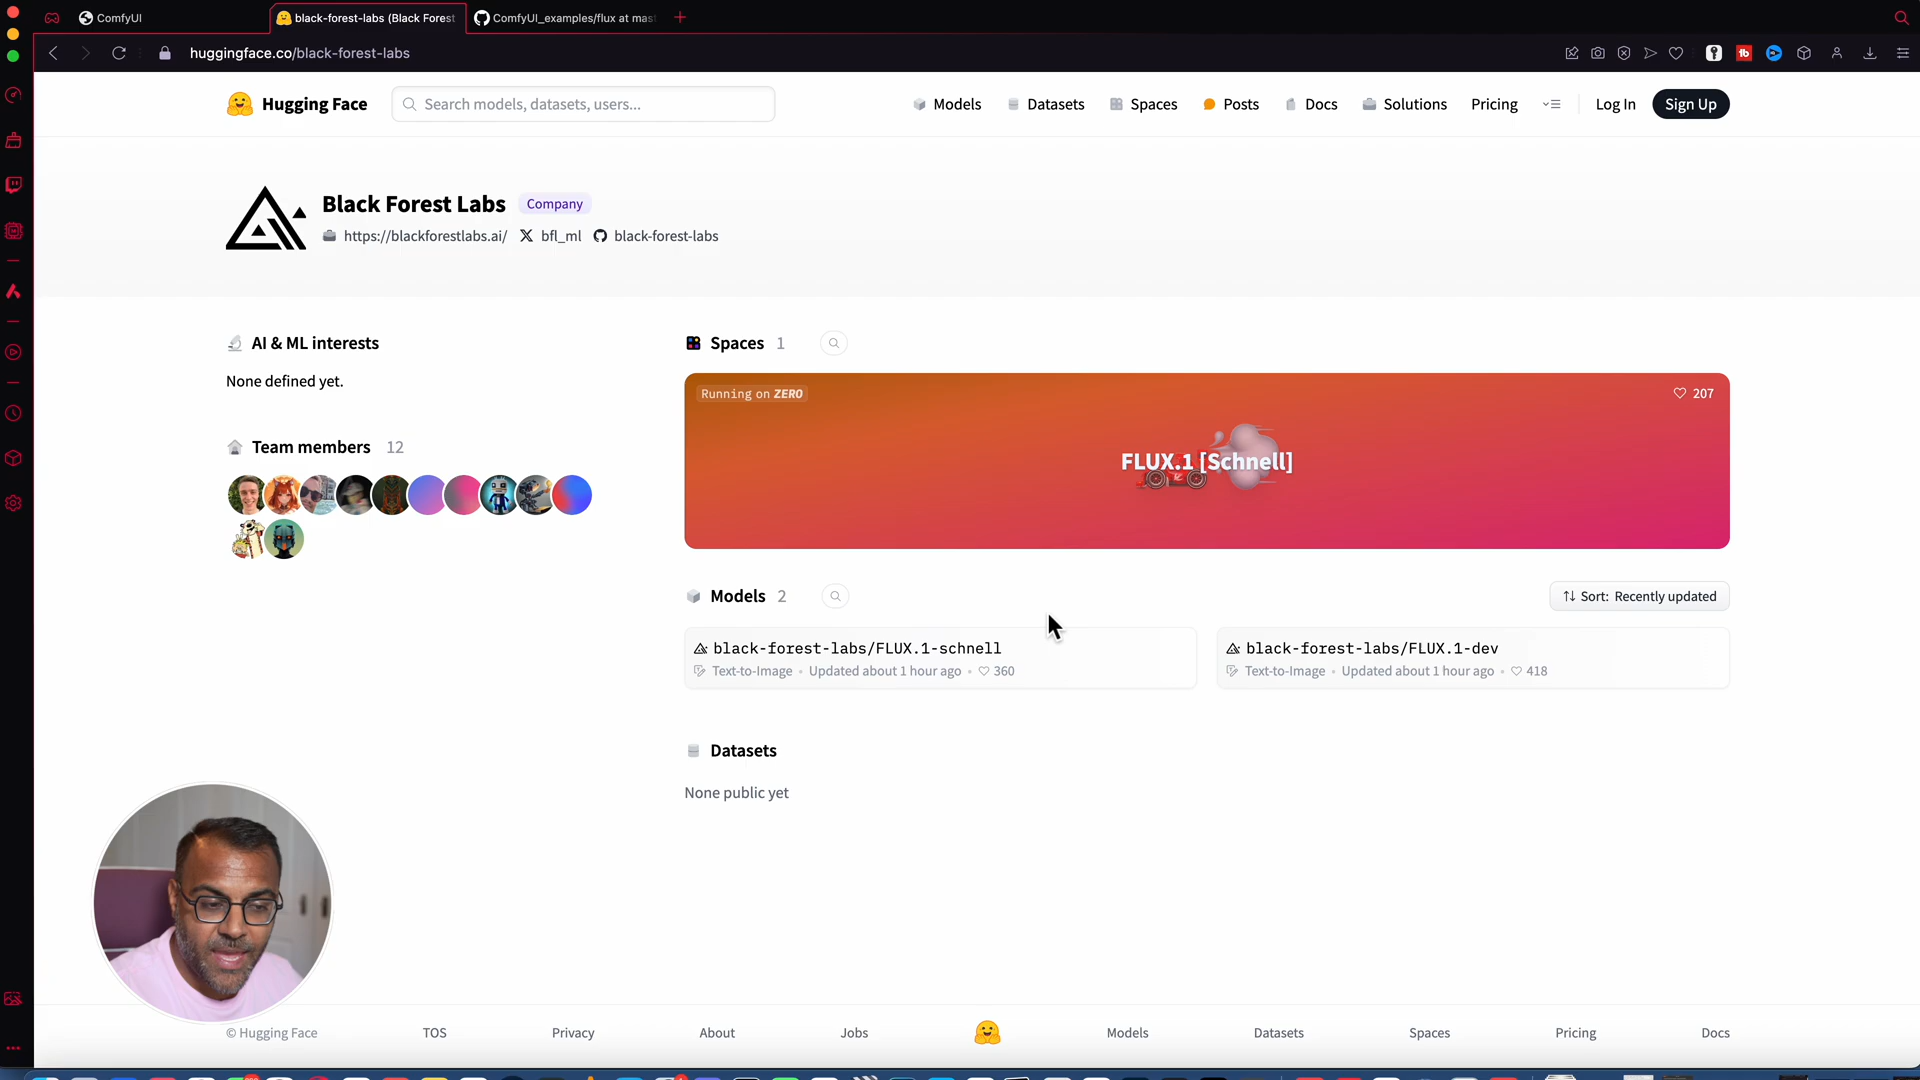 ComfyUI
black-forest-labs (Black Forest
ComfyUI_examples/flux at mas
huggingface.co/black-forest-labs
Hugging Face
Search models, datasets, users...
Models
Datasets
Spaces
Posts
Docs
Solutions
Pricing
Log In
Sign Up
Black Forest Labs
Company
https://blackforestlabs.ai/
bfl_ml
black-forest-labs
AI & ML interests
None defined yet.
Team members 12
Spaces 1
Running on ZERO
207
FLUX.1 [Schnell]
Models 2
Sort: Recently updated
black-forest-labs/FLUX.1-schnell
Text-to-Image • Updated about 1 hour ago • 360
black-forest-labs/FLUX.1-dev
Text-to-Image • Updated about 1 hour ago • 418
Datasets
None public yet
© Hugging Face
TOS
Privacy
About
Jobs
Models
Datasets
Spaces
Pricing
Docs